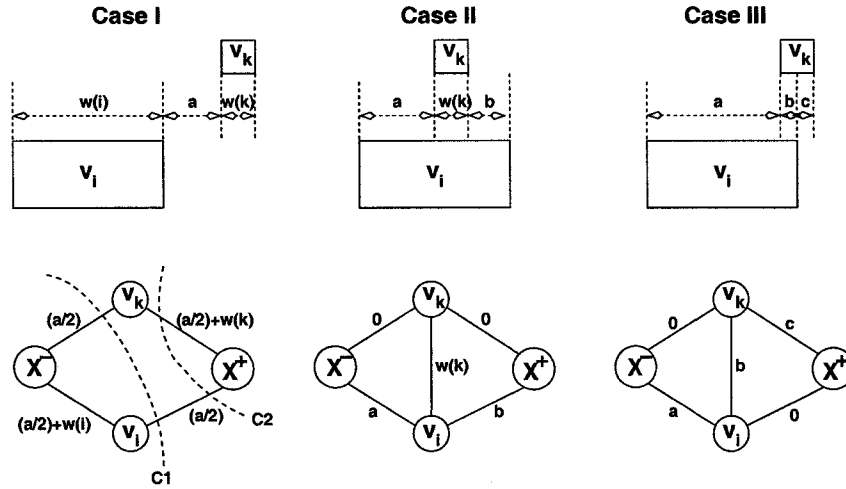 Case I Case II Case III
v_k v_k v_k
w(i) a w(k) a w(k) b a b c
v_i v_i v_i
v_k v_k v_k
(a/2) (a/2)+w(k) 0 0 0 c
X^- X^+ w(k) X^- X^+ b X^- X^+
(a/2)+w(i) (a/2) a b a 0
v_i C2 v_i v_i
C1